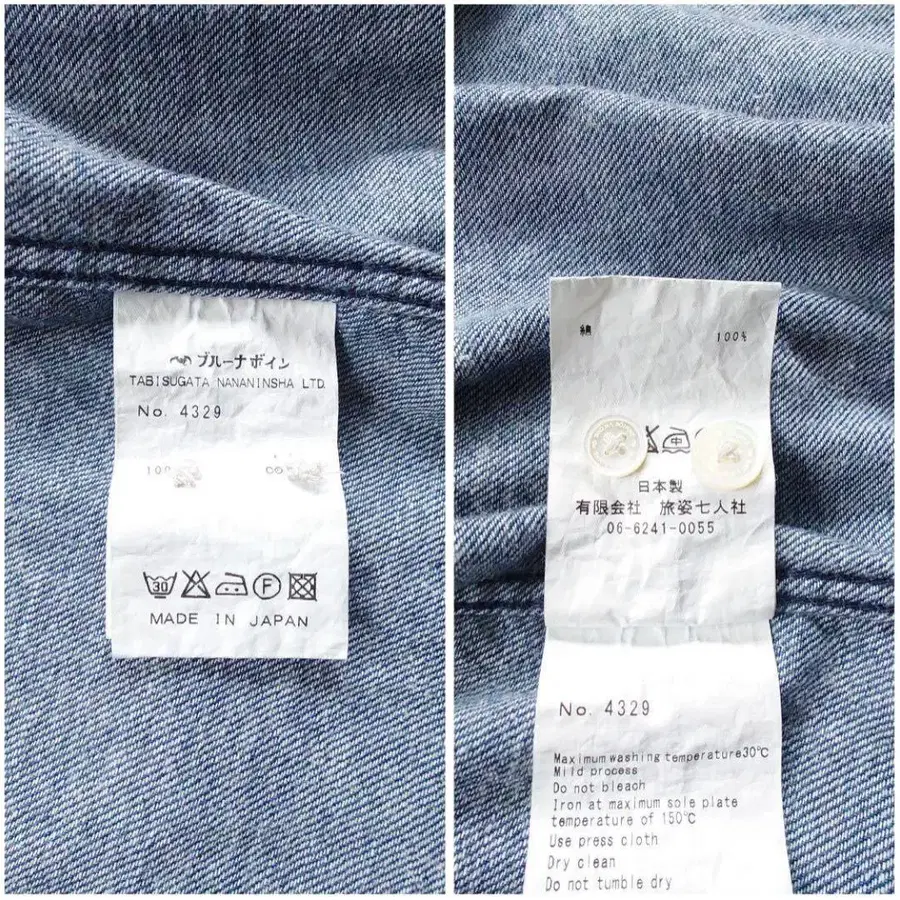 ブルーナボイン
TABISUGATA NANANINSHA LTD.
No. 4329
30
F
MADE IN JAPAN
綿 100%
中
日本製
有限会社 旅姿七人社
06-6241-0055
No. 4329
Maximum washing temperature30℃
Mild process
Do not bleach
Iron at maximum sole plate
temperature of 150℃
Use press cloth
Dry clean
Do not tumble dry